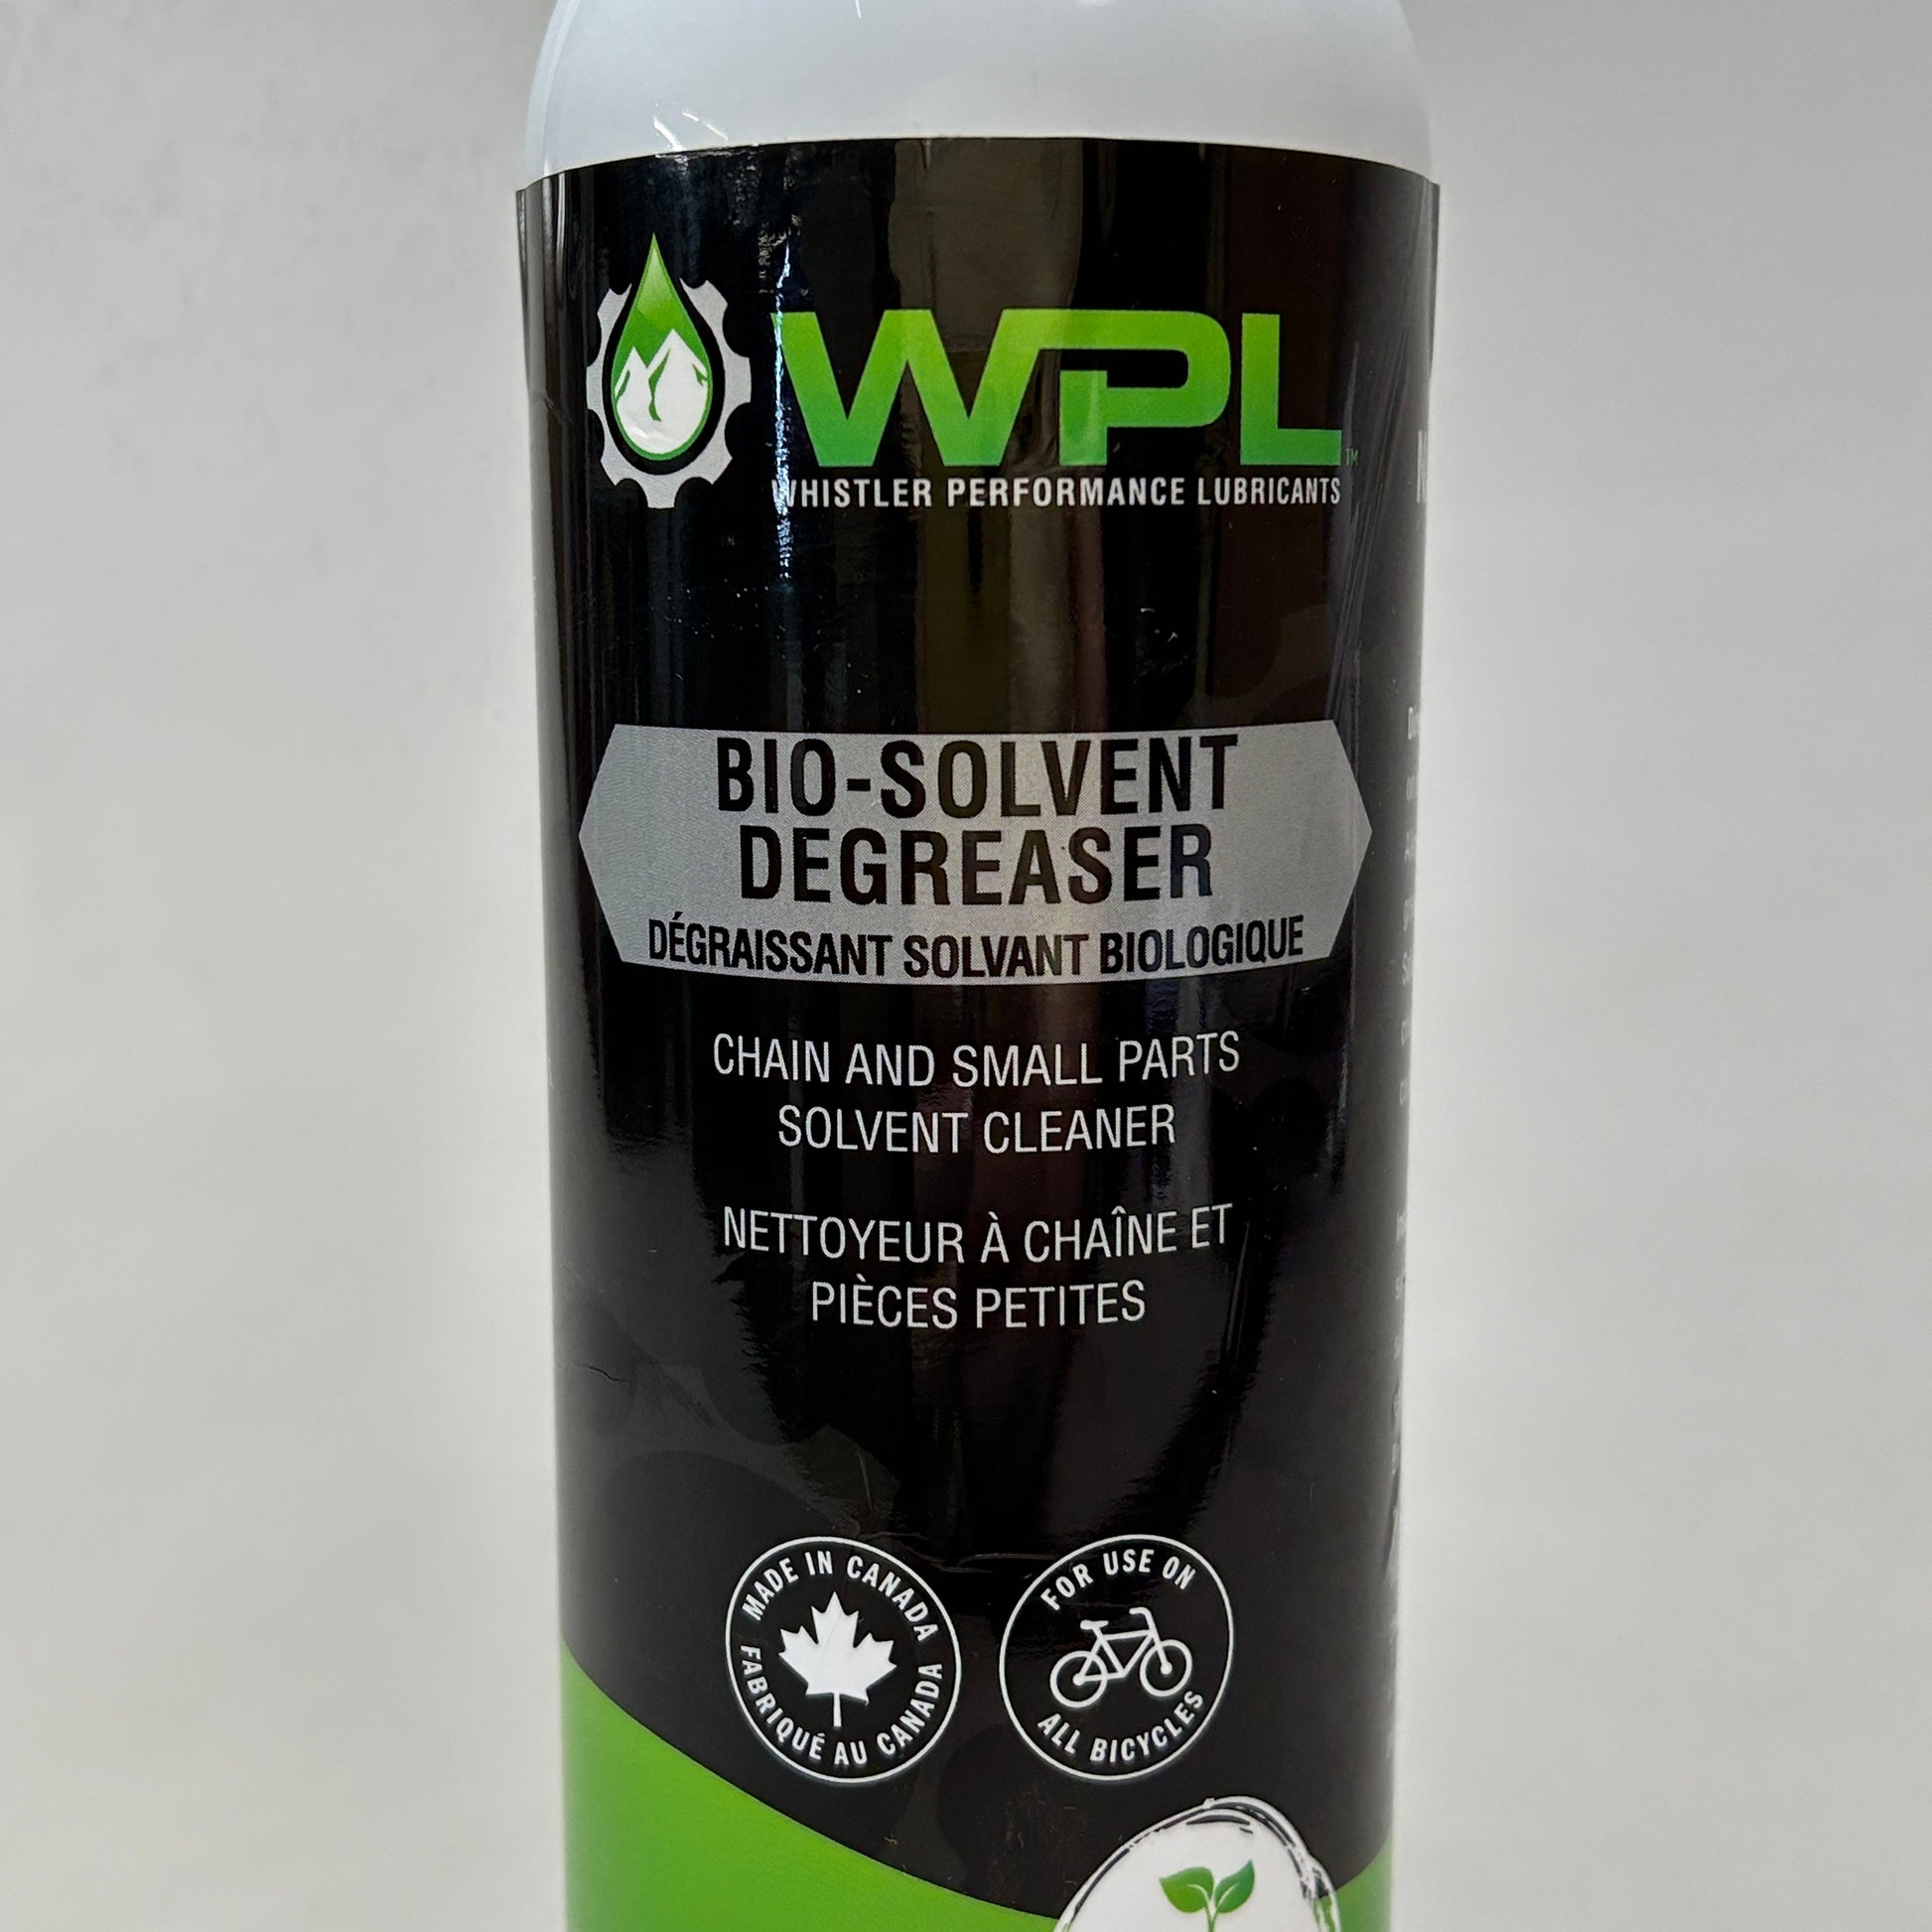 WPL™
WHISTLER PERFORMANCE LUBRICANTS
BIO-SOLVENT
DEGREASER
DÉGRAISSANT SOLVANT BIOLOGIQUE
CHAIN AND SMALL PARTS
SOLVENT CLEANER
NETTOYEUR À CHAÎNE ET
PIÈCES PETITES
MADE IN CANADA
FABRIQUÉ AU CANADA
FOR USE ON
ALL BICYCLES